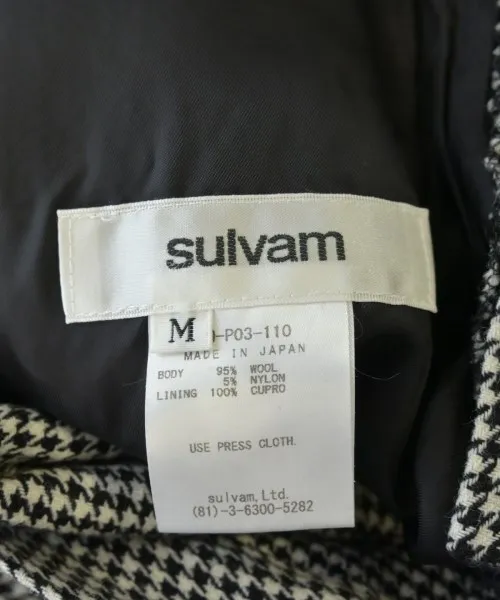 sulvam
M
-P03-110
MADE IN JAPAN
BODY 95% WOOL
5% NYLON
LINING 100% CUPRO
USE PRESS CLOTH.
sulvam,Ltd.
(81)-3-6300-5282